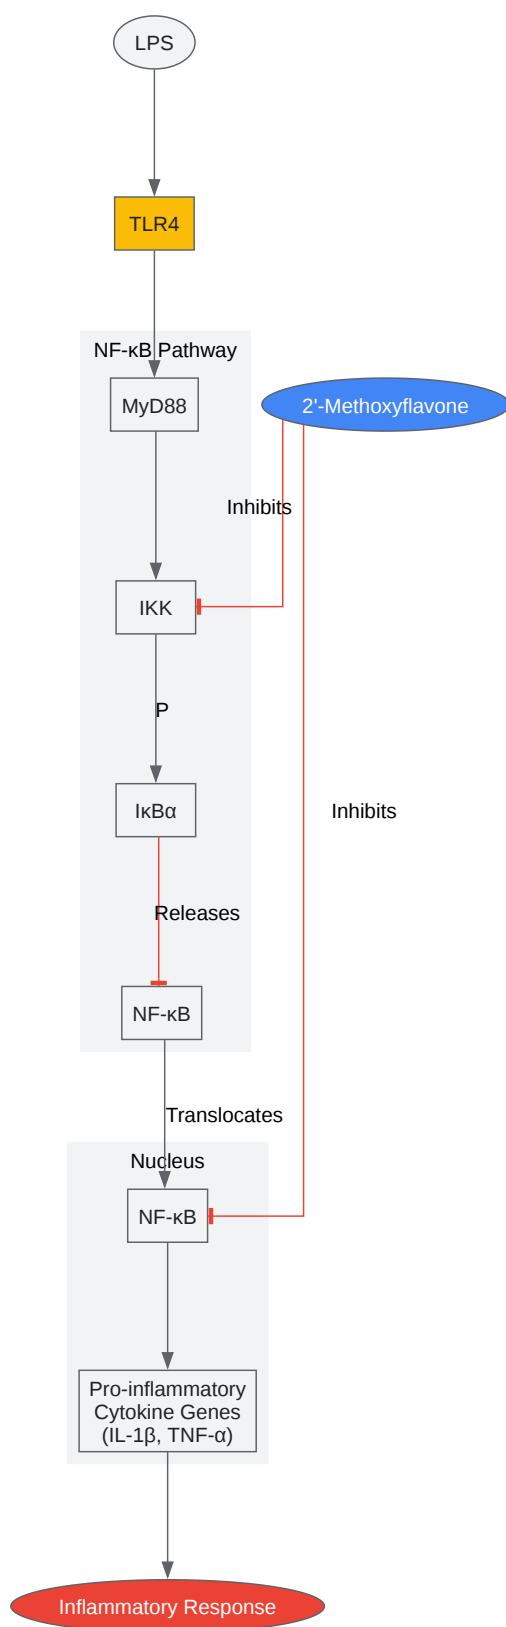 LPS
TLR4
NF-κB Pathway
MyD88
2'-Methoxyflavone
Inhibits
IKK
P
IκBα
Inhibits
Releases
NF-κB
Translocates
Nucleus
NF-κB
Pro-inflammatory
Cytokine Genes
(IL-1β, TNF-α)
Inflammatory Response